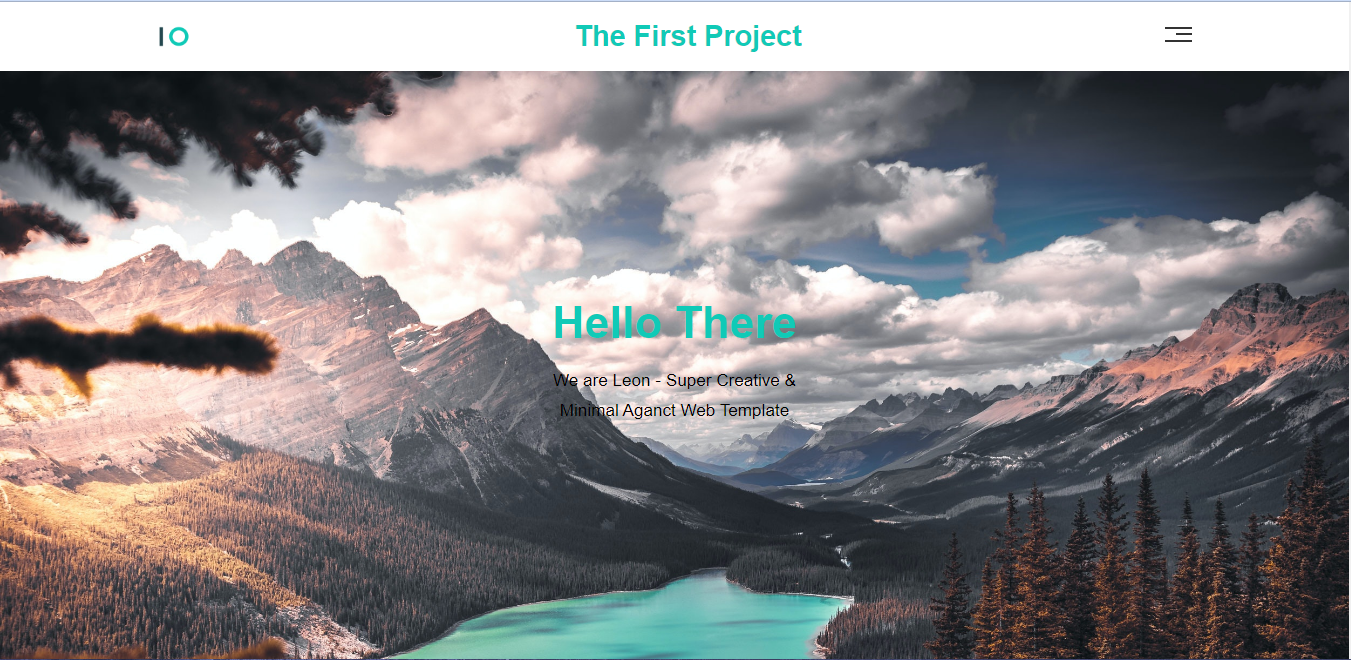 IO
The First Project
Hello There
We are Leon - Super Creative &
Minimal Aganct Web Template